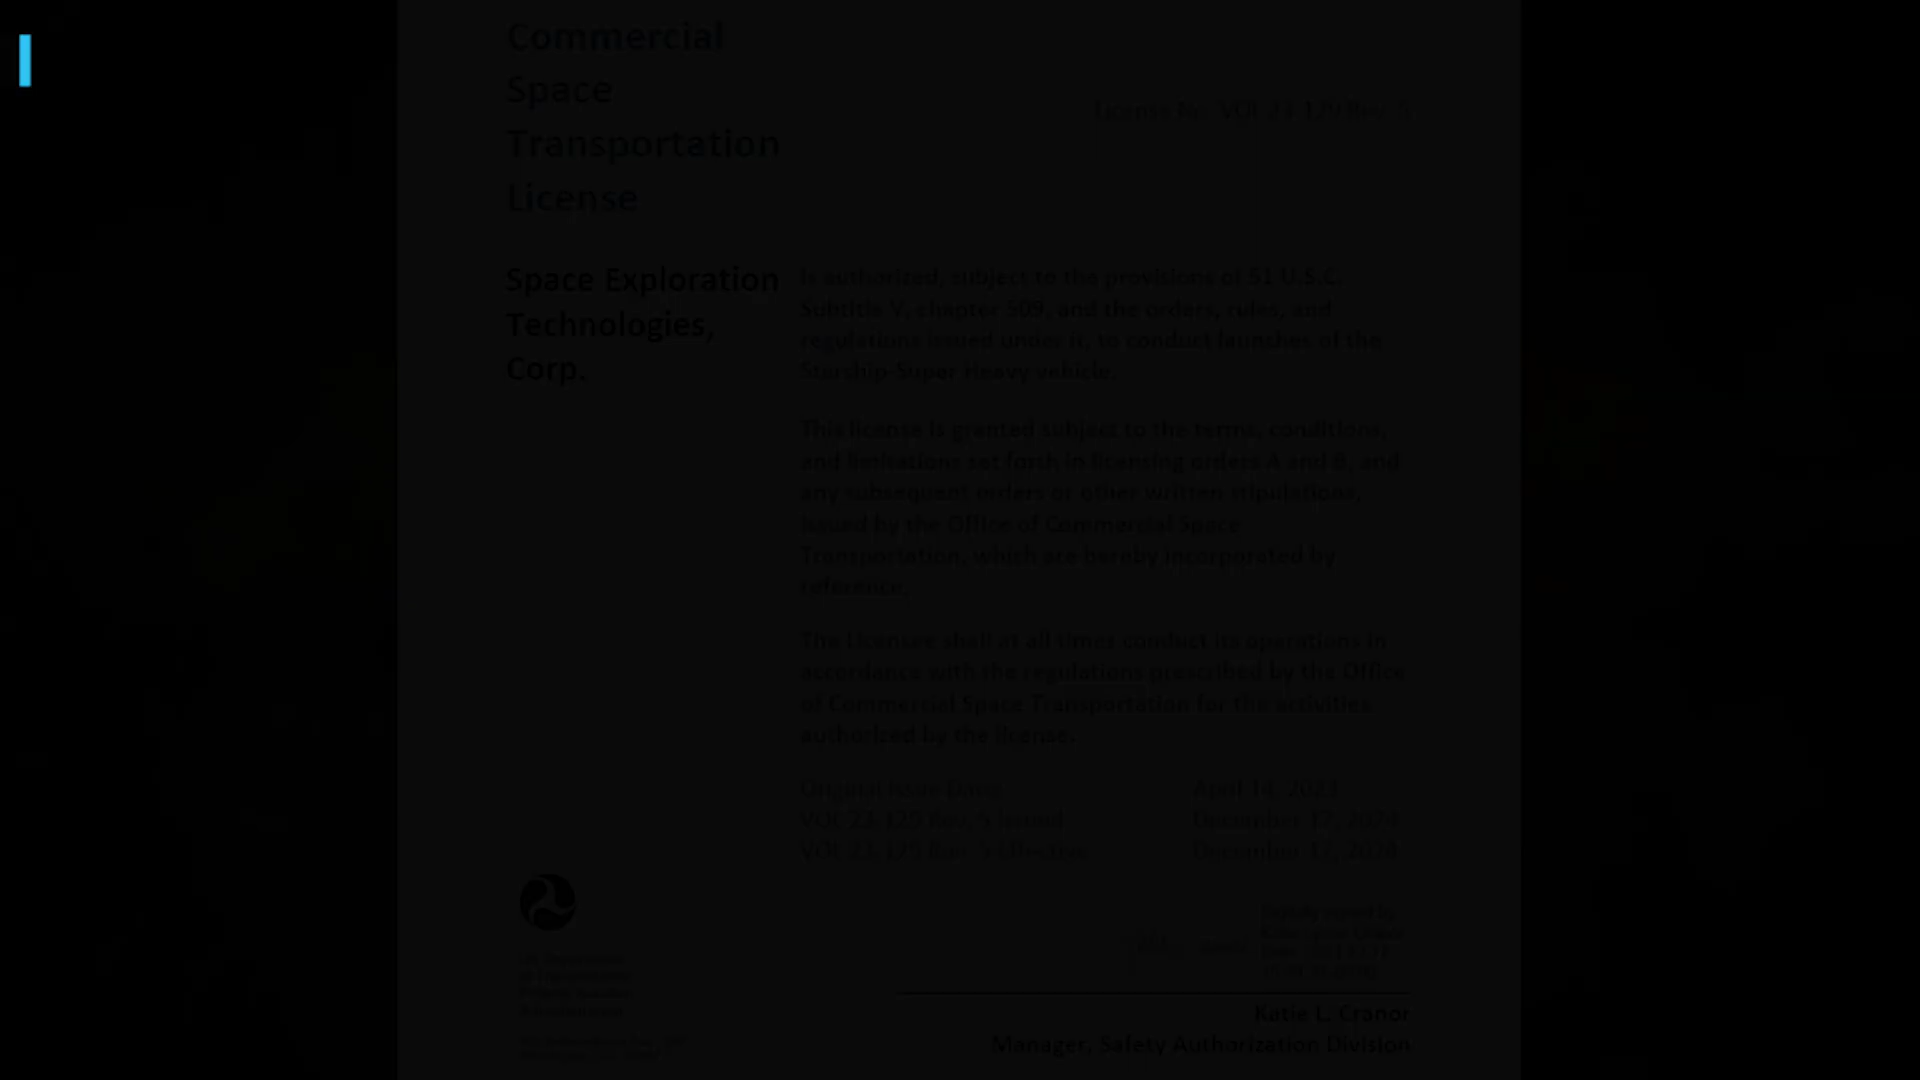 Commercial
Space
Transportation
License
License No. VOL 23-129 Rev. 5
Space Exploration
Technologies,
Corp.
is authorized, subject to the provisions of 51 U.S.C.
Subtitle V, chapter 509, and the orders, rules, and
regulations issued under it, to conduct launches of the
Starship-Super Heavy vehicle.
This license is granted subject to the terms, conditions,
and limitations set forth in licensing orders A and B, and
any subsequent orders or other written stipulations,
issued by the Office of Commercial Space
Transportation, which are hereby incorporated by
reference.
The Licensee shall at all times conduct its operations in
accordance with the regulations prescribed by the Office
of Commercial Space Transportation for the activities
authorized by the license.
Original Issue Date: April 14, 2023
VOL 23-129 Rev. 5 Issued December 17, 2024
VOL 23-129 Rev. 5 Effective December 17, 2024
Digitally signed by
Katie L. Cranor
Manager, Safety Authorization Division